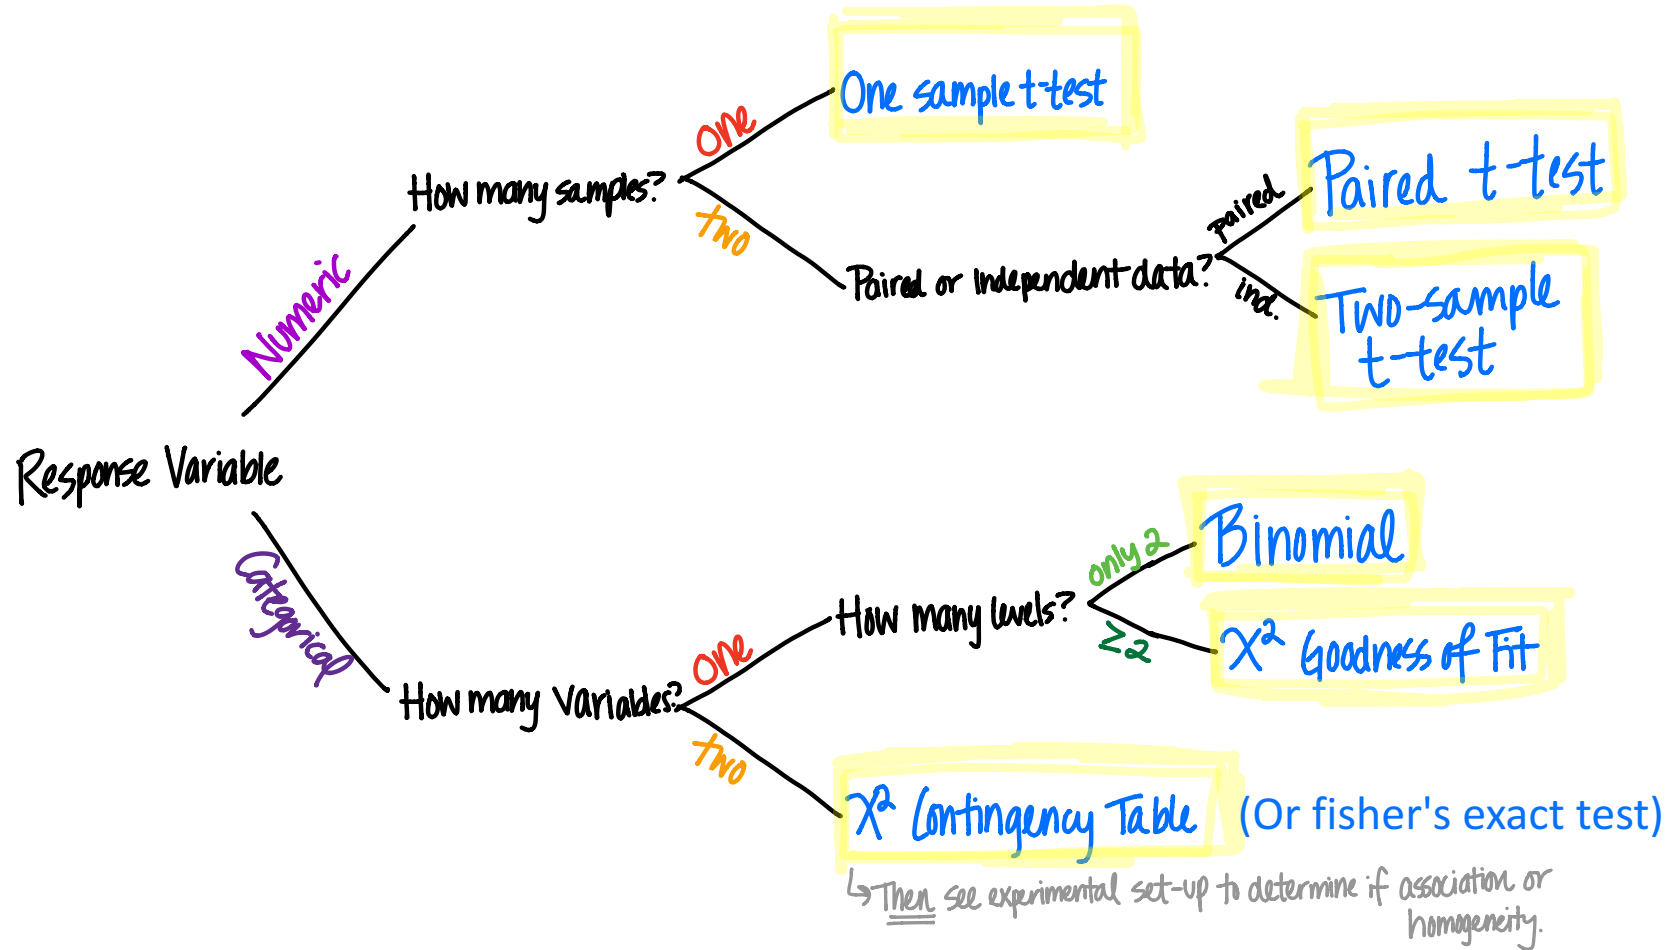 One sample t-test
One
How many samples?
two
Paired or Independent data?
paired
Paired t-test
ind.
Two-sample
t-test
Numeric
Response Variable
Categorical
How many Variables?
One
How many levels?
only 2
Binomial
≥2
X² Goodness of Fit
two
X² Contingency Table (Or fisher's exact test)
↳ Then see experimental set-up to determine if association or
homogeneity.